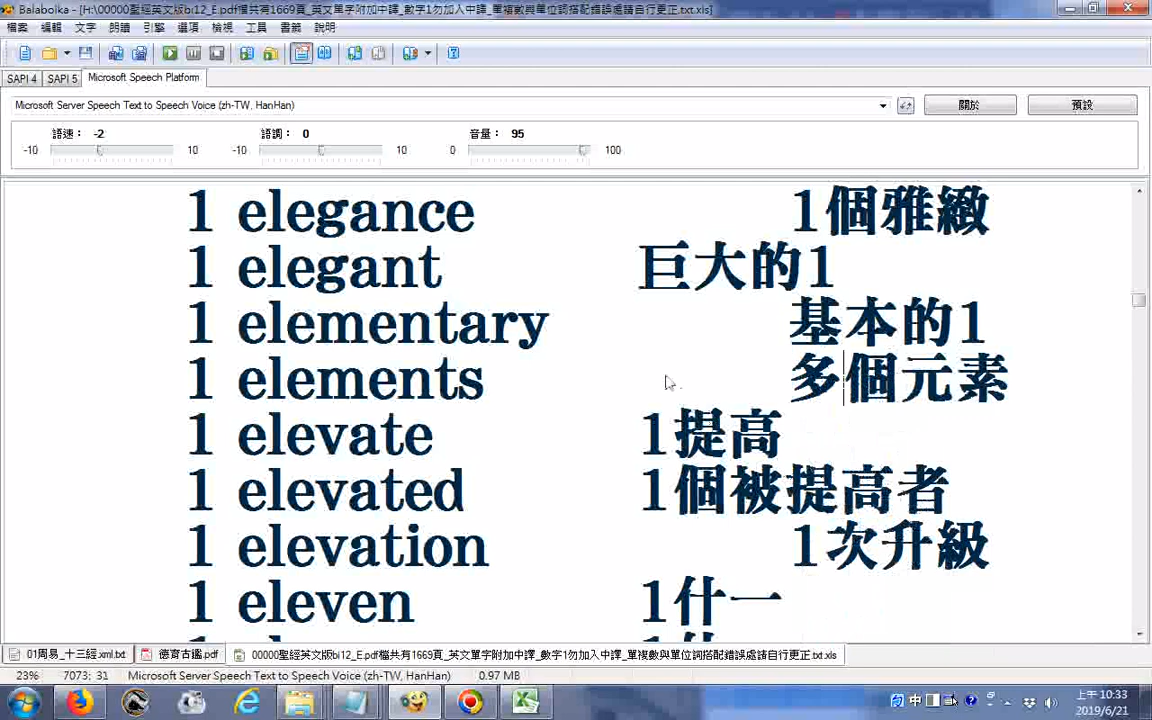 Balabolka - [H:\00000聖經英文版bi12_E.pdf檔共有1669頁_英文單字附加中譯_數字1勿加入中譯_單複數與單位詞搭配錯誤處請自行更正.txt.xls]
檔案 編輯 文字 朗讀 引擎 選項 檢視 工具 書籤 說明
SAPI 4 SAPI 5 Microsoft Speech Platform
Microsoft Server Speech Text to Speech Voice (zh-TW, HanHan) 關於 預設
語速: -2 語調: 0 音量: 95
-10 10 -10 10 0 100
1 elegance 1個雅緻
1 elegant 巨大的1
1 elementary 基本的1
1 elements 多個元素
1 elevate 1提高
1 elevated 1個被提高者
1 elevation 1次升級
1 eleven 1什一
01周易_十三經.xml.txt 德育古鑑.pdf 00000聖經英文版bi12_E.pdf檔共有1669頁_英文單字附加中譯_數字1勿加入中譯_單複數與單位詞搭配錯誤處請自行更正.txt.xls
23% 7073: 31 Microsoft Server Speech Text to Speech Voice (zh-TW, HanHan) 0.97 MB
中 上午 10:33
2019/6/21